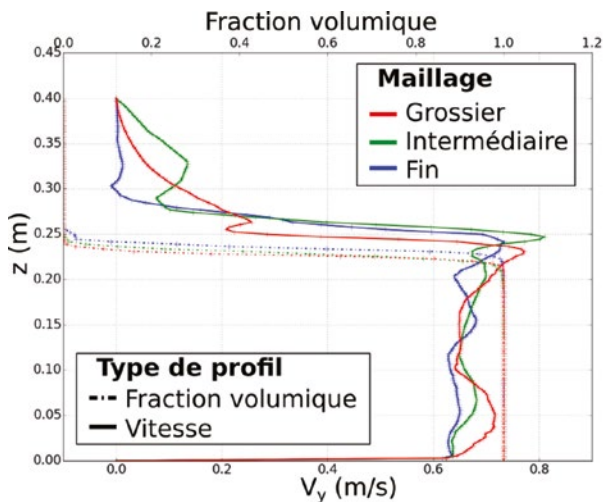 Fraction volumique
0.0 0.2 0.4 0.6 0.8 1.0 1.2
0.45
0.40
0.35
0.30
0.25
0.20
0.15
0.10
0.05
0.00
z (m)
Maillage
Grossier
Intermédiaire
Fin
Type de profil
Fraction volumique
Vitesse
0.0 0.2 0.4 0.6 0.8
Vy (m/s)